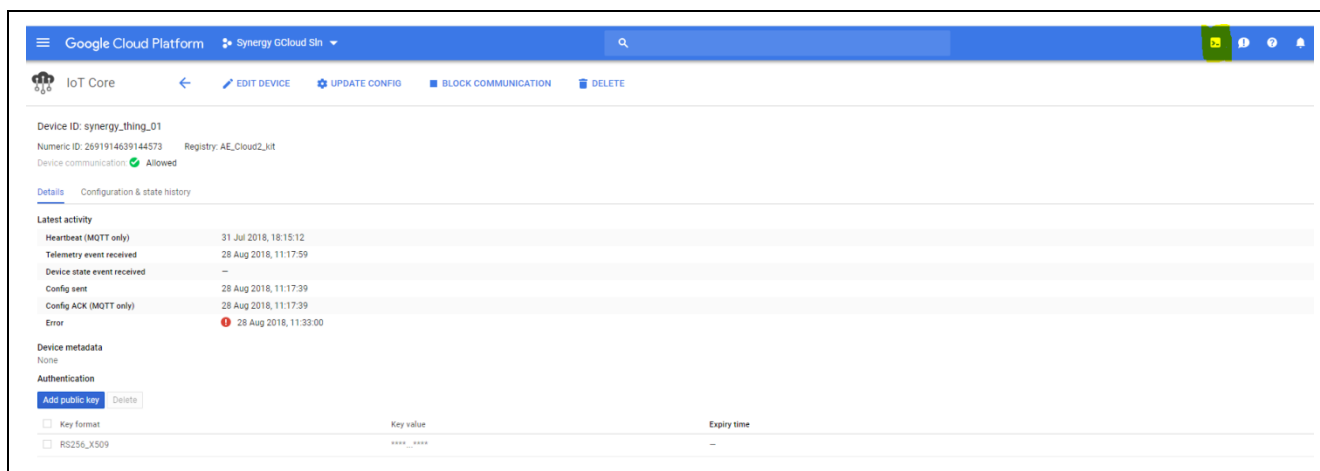 Google Cloud Platform Synergy GCloud Sln
IoT Core EDIT DEVICE UPDATE CONFIG BLOCK COMMUNICATION DELETE
Device ID: synergy_thing_01
Numeric ID: 2691914639144573 Registry: AE_Cloud2_kit
Device communication Allowed
Details Configuration & state history
Latest activity
Heartbeat (MQTT only) 31 Jul 2018, 18:15:12
Telemetry event received 28 Aug 2018, 11:17:59
Device state event received –
Config sent 28 Aug 2018, 11:17:39
Config ACK (MQTT only) 28 Aug 2018, 11:17:39
Error 28 Aug 2018, 11:33:00
Device metadata
None
Authentication
Add public key Delete
Key format Key value Expiry time
RS256_X509 ****...**** –